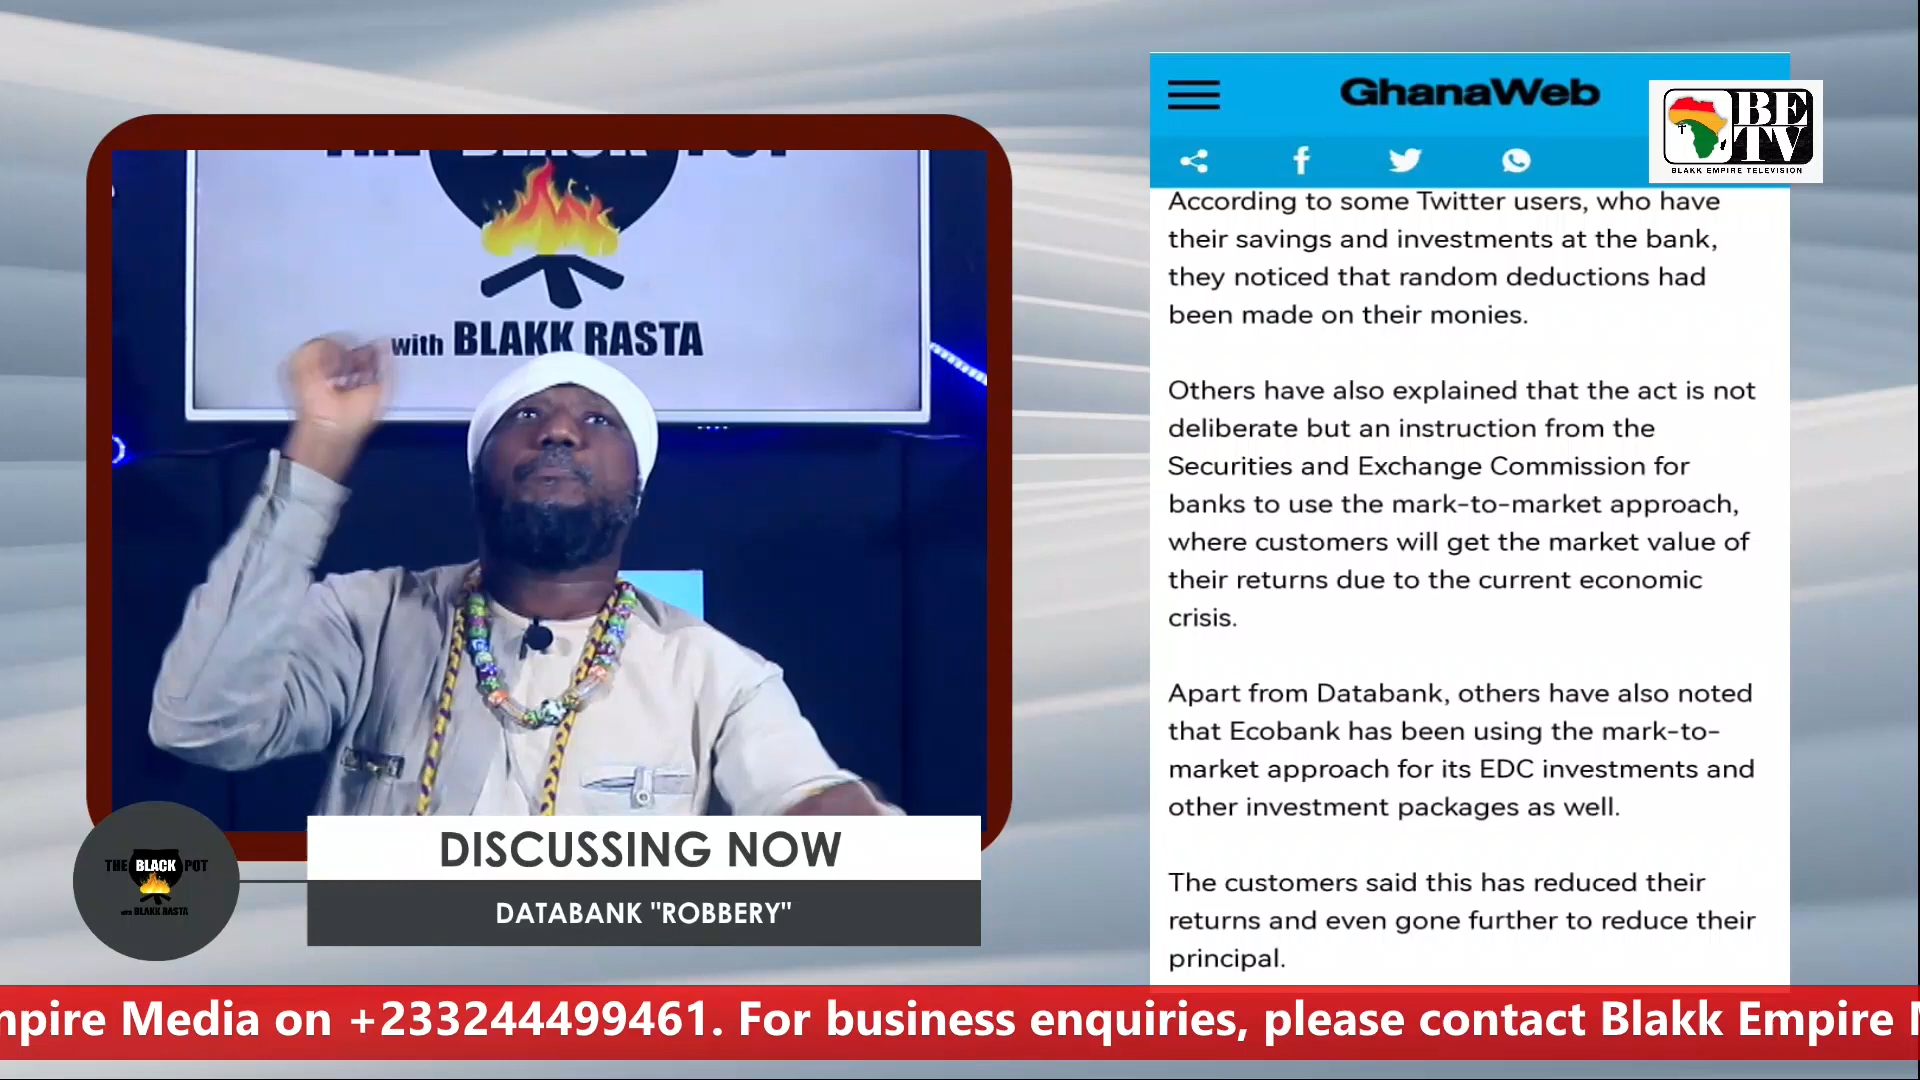 THE BLACK POT
with BLAKK RASTA
GhanaWeb
BE
TV
BLAKK EMPIRE TELEVISION
According to some Twitter users, who have
their savings and investments at the bank,
they noticed that random deductions had
been made on their monies.
Others have also explained that the act is not
deliberate but an instruction from the
Securities and Exchange Commission for
banks to use the mark-to-market approach,
where customers will get the market value of
their returns due to the current economic
crisis.
Apart from Databank, others have also noted
that Ecobank has been using the mark-to-
market approach for its EDC investments and
other investment packages as well.
The customers said this has reduced their
returns and even gone further to reduce their
principal.
THE BLACK POT
with BLAKK RASTA
DISCUSSING NOW
DATABANK "ROBBERY"
mpire Media on +233244499461. For business enquiries, please contact Blakk Empire M